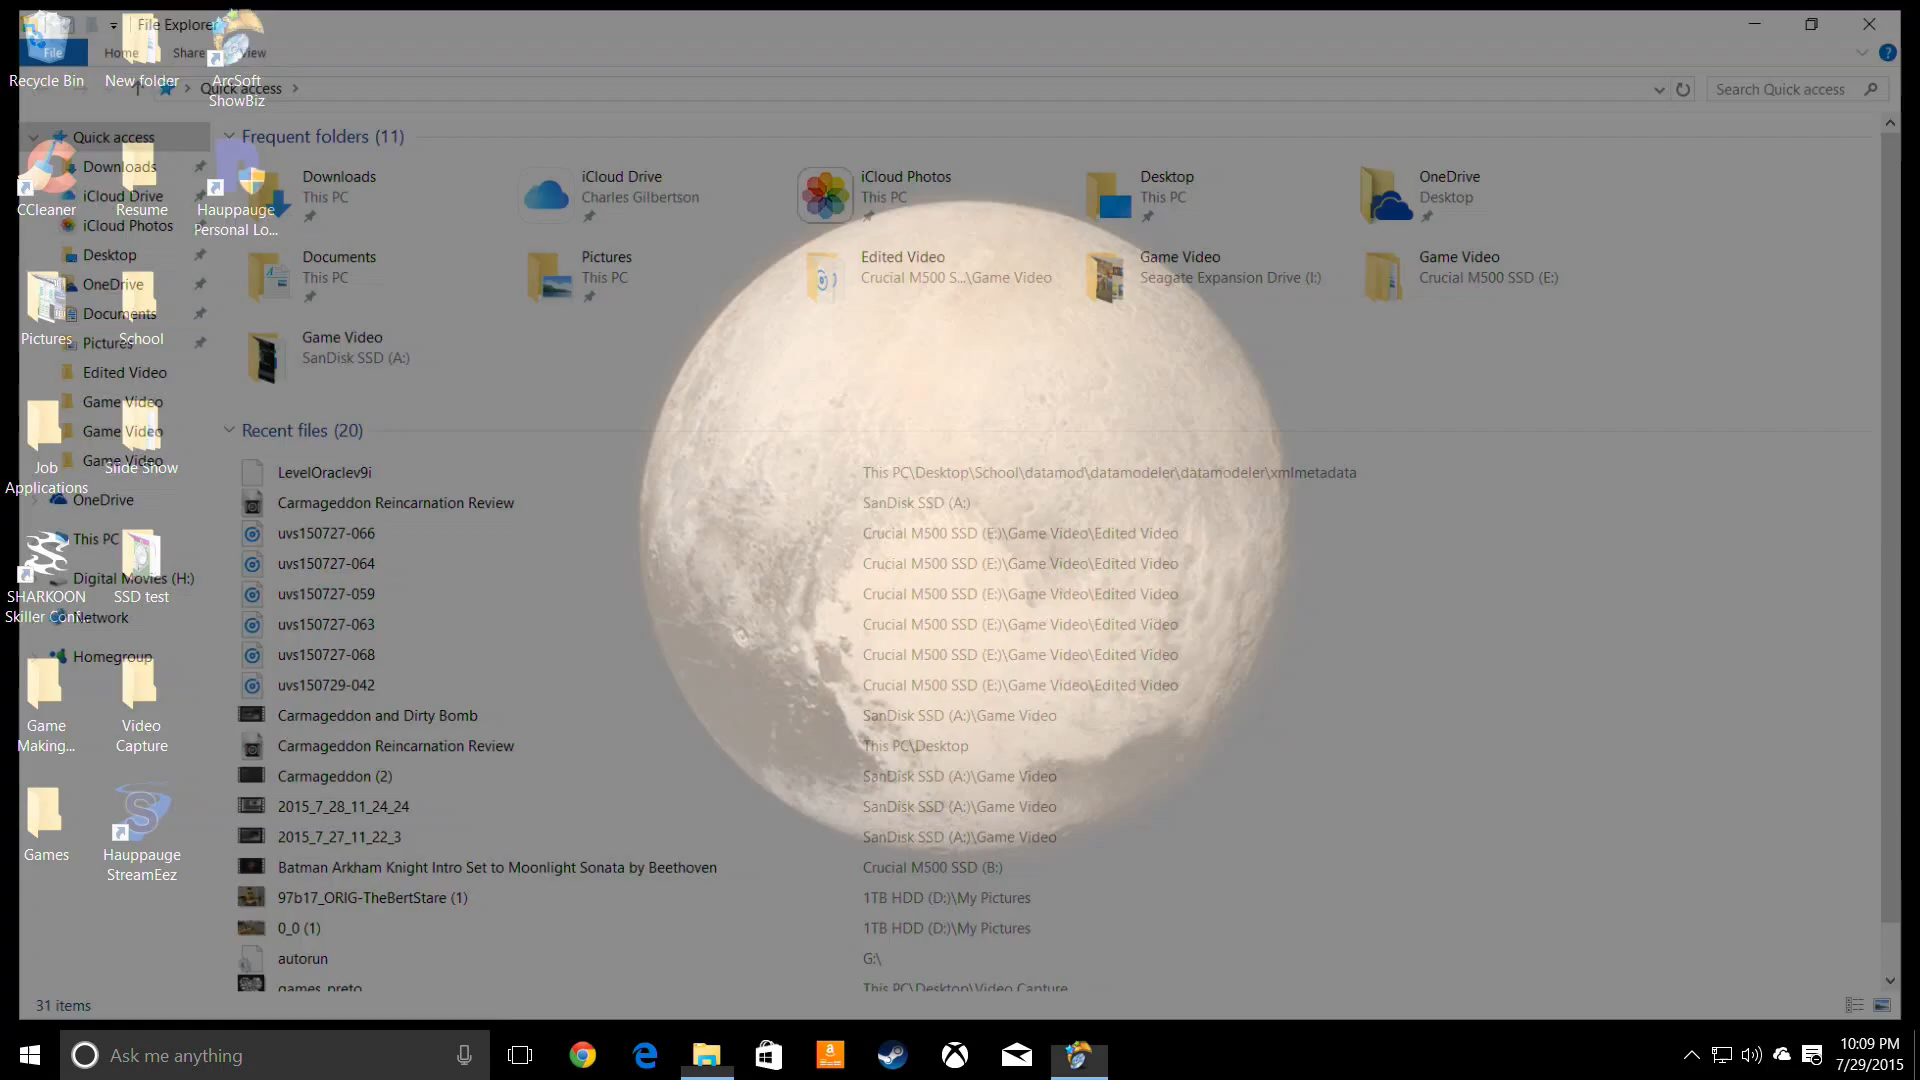 File Explorer
File
Home
Share
View
Quick access
Search Quick access
Recycle Bin
New folder
ArcSoft
ShowBiz
CCleaner
Resume
Hauppauge
Personal Lo...
Pictures
School
Job
Applications
Slide Show
SHARKOON
Skiller Con...
SSD test
Game
Making...
Video
Capture
Games
Hauppauge
StreamEez
Quick access
Downloads
iCloud Drive
iCloud Photos
Desktop
OneDrive
Documents
Pictures
Edited Video
Game Video
Game Video
Game Video
OneDrive
This PC
Digital Movies (H:)
Network
Homegroup
Frequent folders (11)
Downloads
This PC
iCloud Drive
Charles Gilbertson
iCloud Photos
This PC
Desktop
This PC
OneDrive
Desktop
Documents
This PC
Pictures
This PC
Edited Video
Crucial M500 S...\Game Video
Game Video
Seagate Expansion Drive (I:)
Game Video
Crucial M500 SSD (E:)
Game Video
SanDisk SSD (A:)
Recent files (20)
LevelOraclev9i This PC\Desktop\School\datamod\datamodeler\datamodeler\xmlmetadata
Carmageddon Reincarnation Review SanDisk SSD (A:)
uvs150727-066 Crucial M500 SSD (E:)\Game Video\Edited Video
uvs150727-064 Crucial M500 SSD (E:)\Game Video\Edited Video
uvs150727-059 Crucial M500 SSD (E:)\Game Video\Edited Video
uvs150727-063 Crucial M500 SSD (E:)\Game Video\Edited Video
uvs150727-068 Crucial M500 SSD (E:)\Game Video\Edited Video
uvs150729-042 Crucial M500 SSD (E:)\Game Video\Edited Video
Carmageddon and Dirty Bomb SanDisk SSD (A:)\Game Video
Carmageddon Reincarnation Review This PC\Desktop
Carmageddon (2) SanDisk SSD (A:)\Game Video
2015_7_28_11_24_24 SanDisk SSD (A:)\Game Video
2015_7_27_11_22_3 SanDisk SSD (A:)\Game Video
Batman Arkham Knight Intro Set to Moonlight Sonata by Beethoven Crucial M500 SSD (B:)
97b17_ORIG-TheBertStare (1) 1TB HDD (D:)\My Pictures
0_0 (1) 1TB HDD (D:)\My Pictures
autorun G:\
games_preto This PC\Desktop\Video Capture
31 items
Ask me anything
10:09 PM
7/29/2015